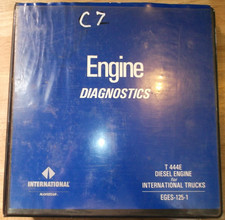 C7
Engine
DIAGNOSTICS
T 444E
DIESEL ENGINE
for
INTERNATIONAL TRUCKS
INTERNATIONAL
EGES-125-1